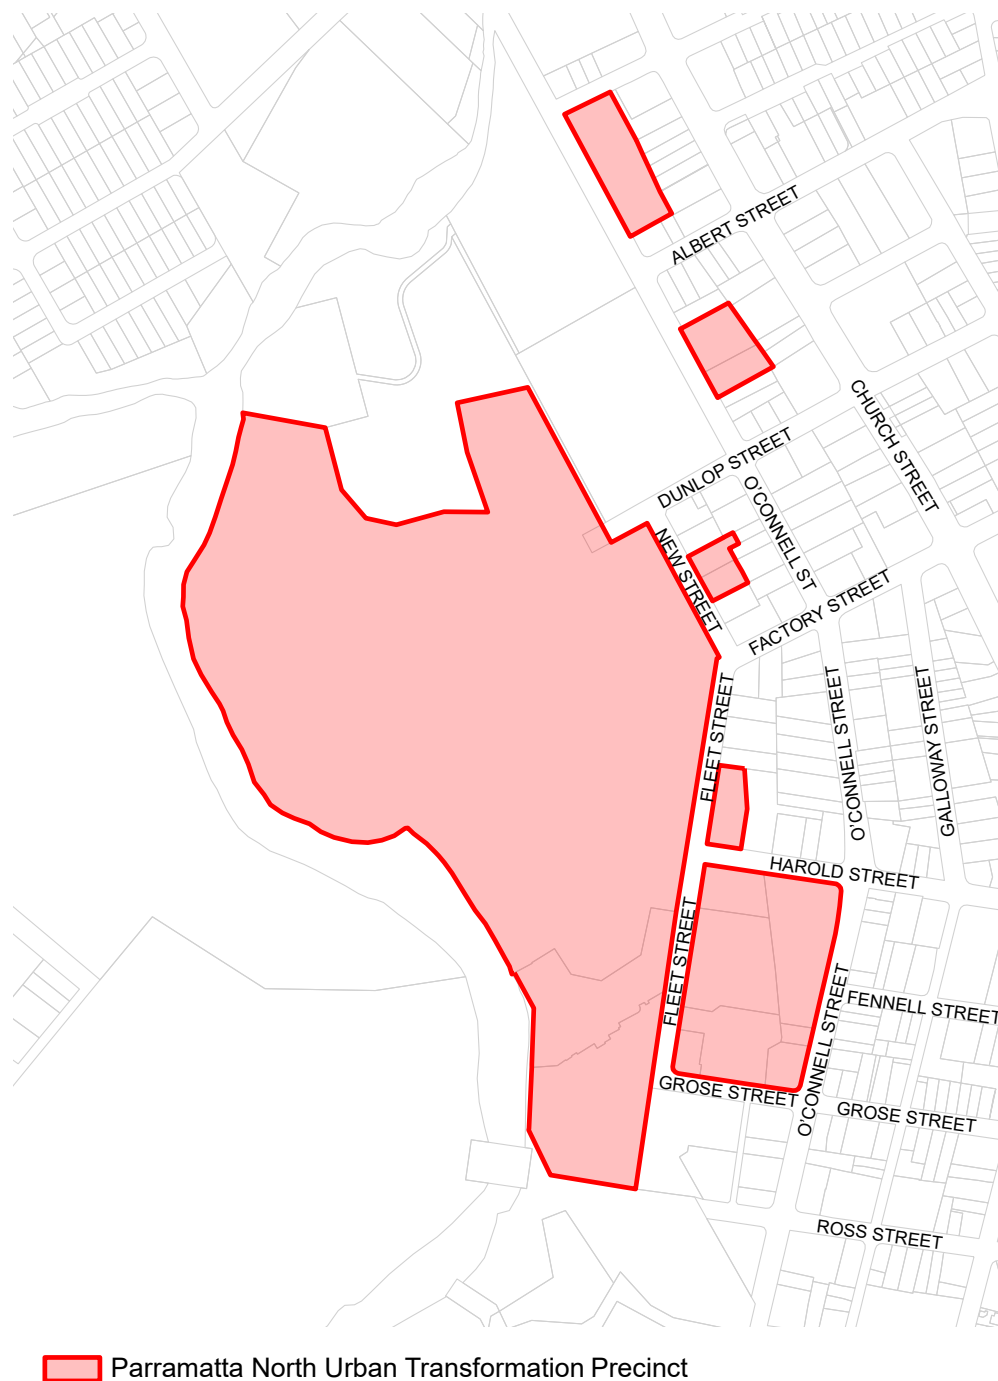 ALBERT STREET
CHURCH STREET
DUNLOP STREET
O'CONNELL ST
NEW STREET
FACTORY STREET
FLEET STREET
O'CONNELL STREET
GALLOWAY STREET
HAROLD STREET
FLEET STREET
O'CONNELL STREET
FENNELL STREET
GROSE STREET
GROSE STREET
ROSS STREET
Parramatta North Urban Transformation Precinct